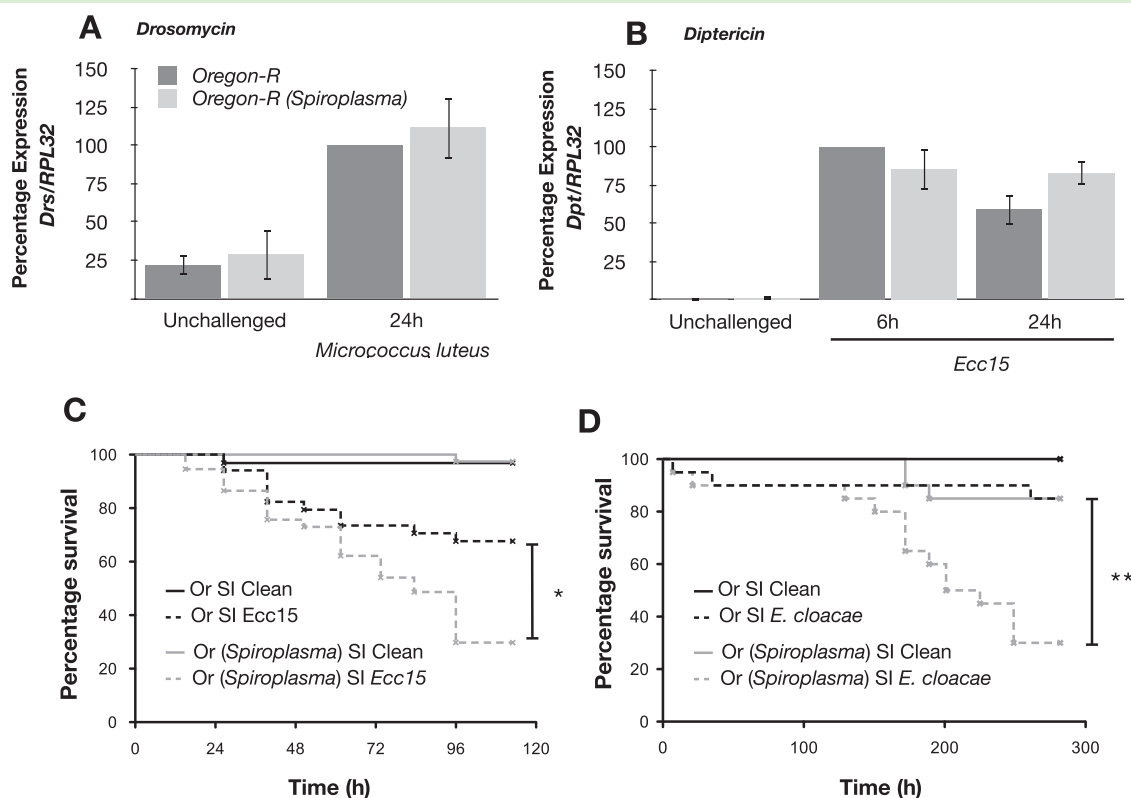 A
Drosomycin
Percentage Expression
Drs/RPL32
150
125
100
75
50
25
Oregon-R
Oregon-R (Spiroplasma)
Unchallenged
24h
Micrococcus luteus
B
Diptericin
Percentage Expression
Dpt/RPL32
150
125
100
75
50
25
Unchallenged
6h
24h
Ecc15
C
Percentage survival
100
80
60
40
20
0
Or SI Clean
Or SI Ecc15
Or (Spiroplasma) SI Clean
Or (Spiroplasma) SI Ecc15
*
0
24
48
72
96
120
Time (h)
D
Percentage survival
100
80
60
40
20
0
Or SI Clean
Or SI E. cloacae
Or (Spiroplasma) SI Clean
Or (Spiroplasma) SI E. cloacae
**
0
100
200
300
Time (h)